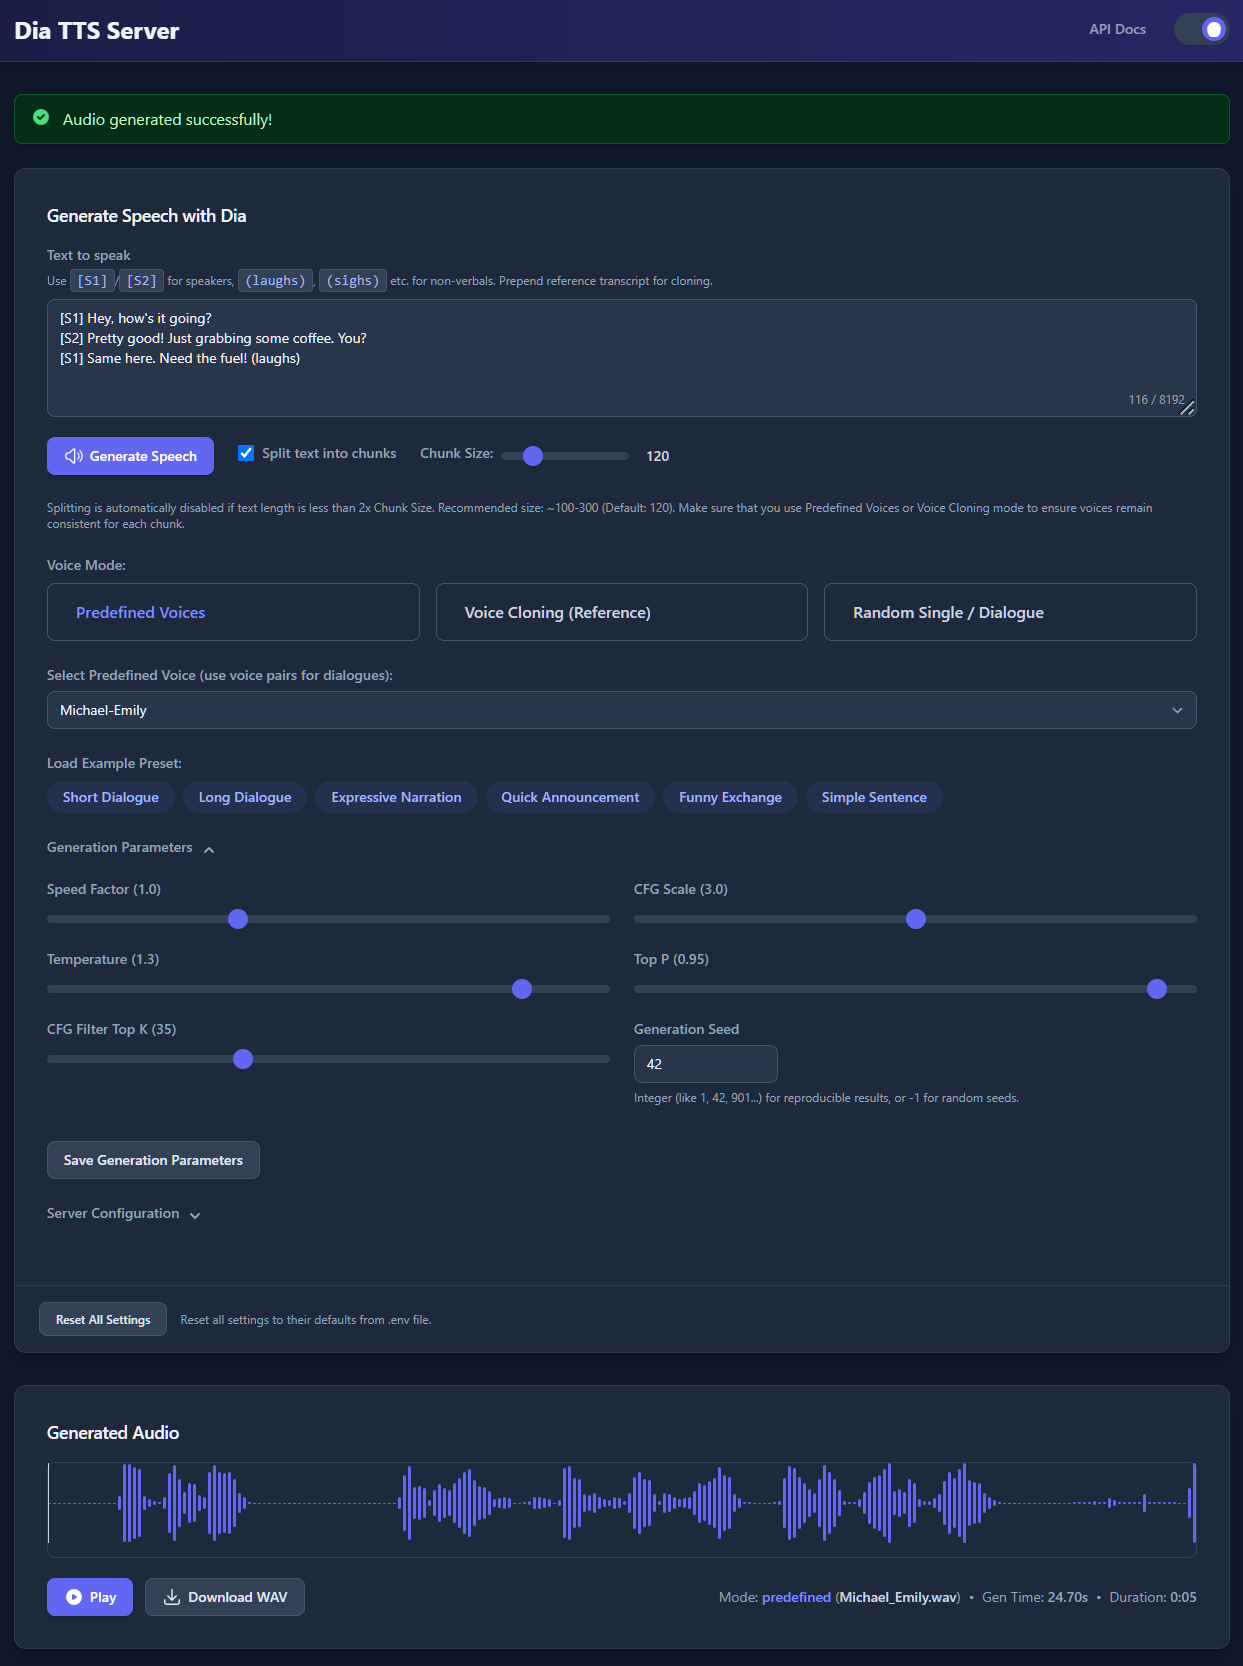 Dia TTS Server
API Docs
Audio generated successfully!
Generate Speech with Dia
Text to speak
Use [S1]/[S2] for speakers, (laughs), (sighs) etc. for non-verbals. Prepend reference transcript for cloning.
[S1] Hey, how's it going?
[S2] Pretty good! Just grabbing some coffee. You?
[S1] Same here. Need the fuel! (laughs)
116 / 8192
Generate Speech
Split text into chunks
Chunk Size:
120
Splitting is automatically disabled if text length is less than 2x Chunk Size. Recommended size: ~100-300 (Default: 120). Make sure that you use Predefined Voices or Voice Cloning mode to ensure voices remain
consistent for each chunk.
Voice Mode:
Predefined Voices
Voice Cloning (Reference)
Random Single / Dialogue
Select Predefined Voice (use voice pairs for dialogues):
Michael-Emily
Load Example Preset:
Short Dialogue
Long Dialogue
Expressive Narration
Quick Announcement
Funny Exchange
Simple Sentence
Generation Parameters
Speed Factor (1.0)
CFG Scale (3.0)
Temperature (1.3)
Top P (0.95)
CFG Filter Top K (35)
Generation Seed
42
Integer (like 1, 42, 901...) for reproducible results, or -1 for random seeds.
Save Generation Parameters
Server Configuration
Reset All Settings
Reset all settings to their defaults from .env file.
Generated Audio
Play
Download WAV
Mode: predefined (Michael_Emily.wav) • Gen Time: 24.70s • Duration: 0:05